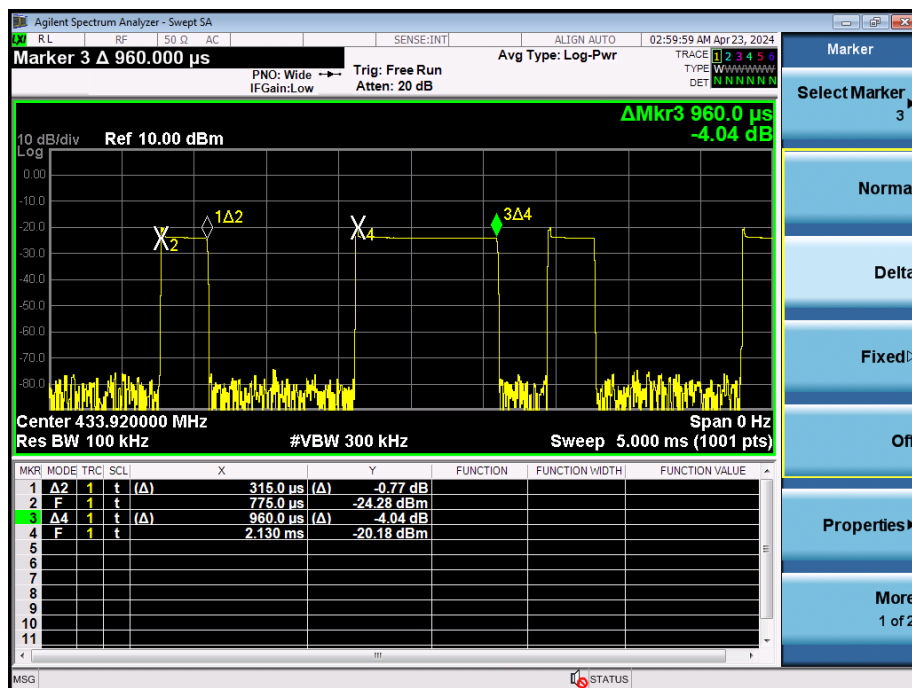 Agilent Spectrum Analyzer - Swept SA
LXI RL RF 50 Ω AC SENSE:INT ALIGN AUTO 02:59:59 AM Apr 23, 2024
Marker 3 Δ 960.000 µs
PNO: Wide
IFGain:Low
Trig: Free Run
Atten: 20 dB
Avg Type: Log-Pwr
TRACE 1 2 3 4 5 6
TYPE WWWWWW
DET N N N N N N
ΔMkr3 960.0 µs
-4.04 dB
10 dB/div Ref 10.00 dBm
Log
0.00
-10.0
-20.0
-30.0
-40.0
-50.0
-60.0
-70.0
-80.0
X2
1Δ2
X4
3Δ4
Center 433.920000 MHz Span 0 Hz
Res BW 100 kHz #VBW 300 kHz Sweep 5.000 ms (1001 pts)
MKR MODE TRC SCL X Y FUNCTION FUNCTION WIDTH FUNCTION VALUE
1 Δ2 1 t (Δ) 315.0 µs (Δ) -0.77 dB
2 F 1 t 775.0 µs -24.28 dBm
3 Δ4 1 t (Δ) 960.0 µs (Δ) -4.04 dB
4 F 1 t 2.130 ms -20.18 dBm
5
6
7
8
9
10
11
MSG STATUS
Marker
Select Marker
3
Norma
Delta
Fixed
Off
Properties
More
1 of 2